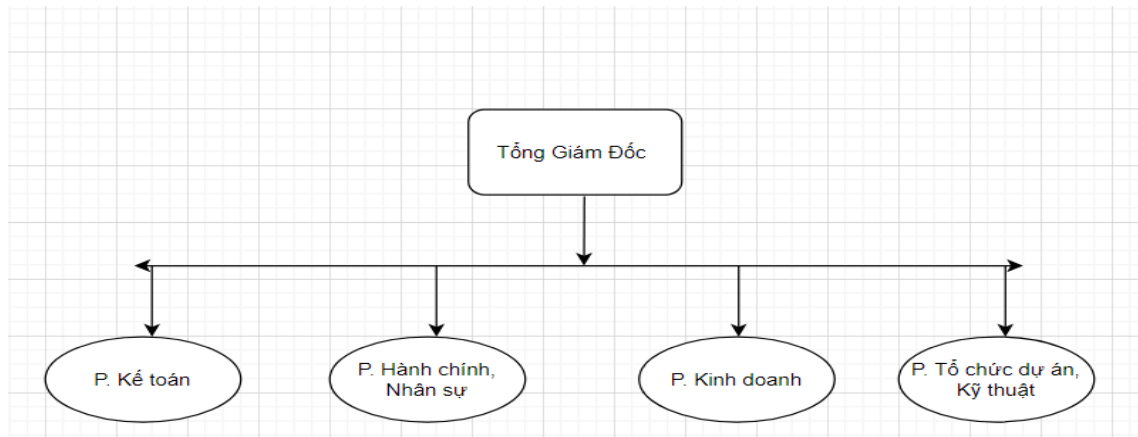 Tổng Giám Đốc
P. Kế toán
P. Hành chính,
Nhân sự
P. Kinh doanh
P. Tổ chức dự án,
Kỹ thuật